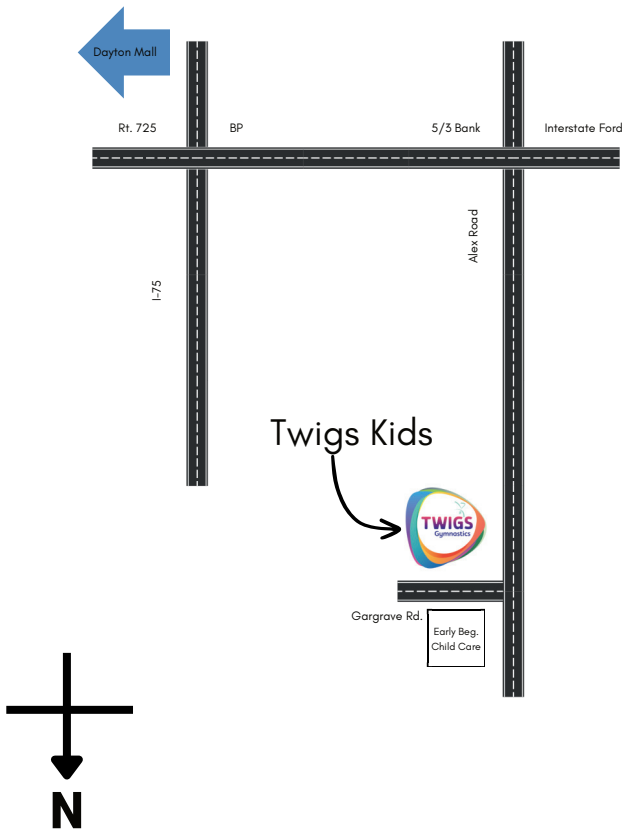 Dayton Mall
Rt. 725
BP
5/3 Bank
Interstate Ford
Alex Road
I-75
Twigs Kids
TWIGS
Gymnastics
Gargrave Rd.
Early Beg.
Child Care
N